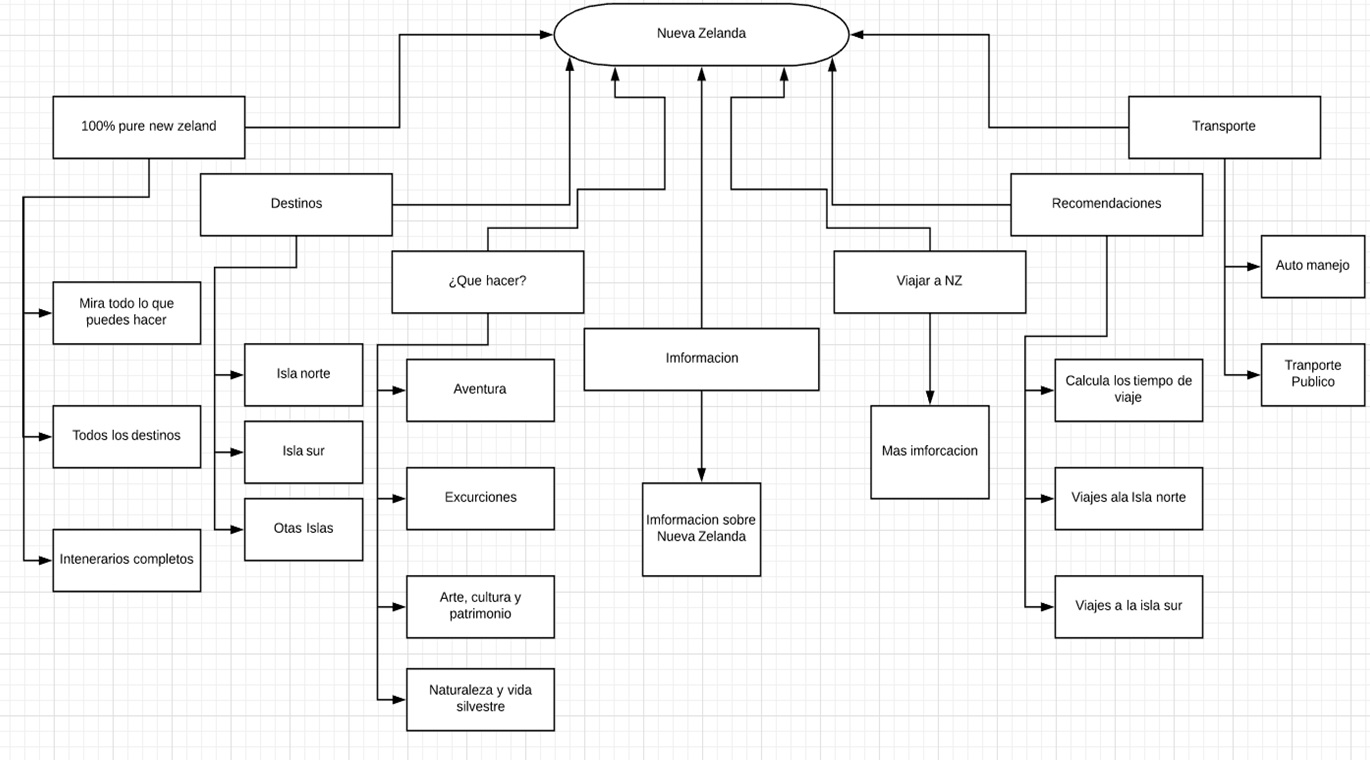 Nueva Zelanda
100% pure new zeland
Transporte
Destinos
Recomendaciones
¿Que hacer?
Viajar a NZ
Auto manejo
Mira todo lo que
puedes hacer
Imformacion
Isla norte
Aventura
Calcula los tiempo de
viaje
Tranporte
Publico
Todos los destinos
Isla sur
Mas imforcacion
Excurciones
Viajes ala Isla norte
Otas Islas
Imformacion sobre
Nueva Zelanda
Intenerarios completos
Arte, cultura y
patrimonio
Viajes a la isla sur
Naturaleza y vida
silvestre